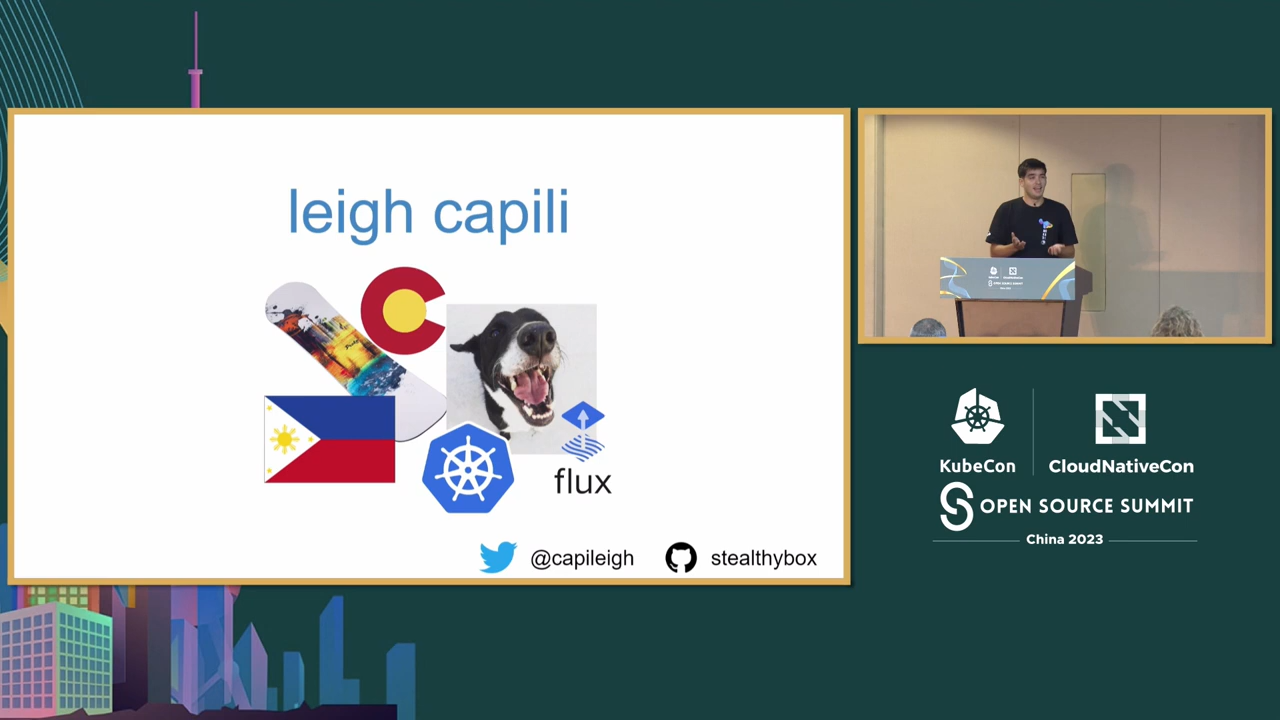 leigh capili
flux
@capileigh
stealthybox
KubeCon
CloudNativeCon
OPEN SOURCE SUMMIT
China 2023